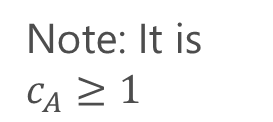 Note: It is
c_A ≥ 1